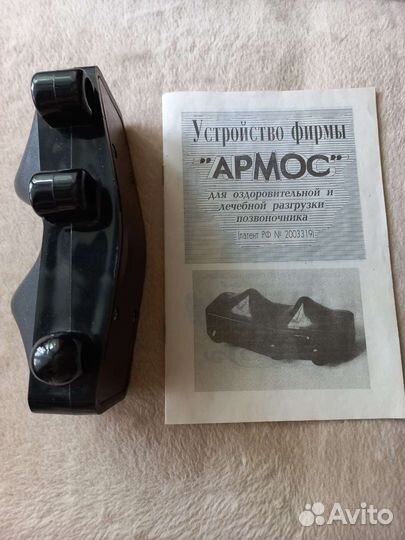 Устройство фирмы
"АРМОС"
для оздоровительной и
лечебной разгрузки
позвоночника
(патент РФ № 2003319)
Avito